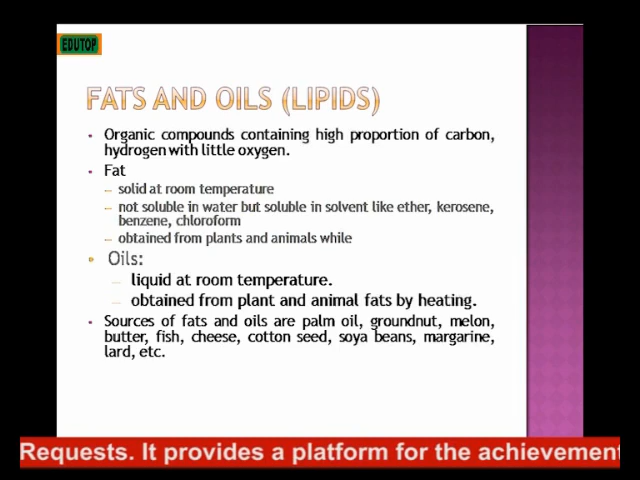 EDUTOP
FATS AND OILS (LIPIDS)
Organic compounds containing high proportion of carbon,
hydrogen with little oxygen.
Fat
solid at room temperature
not soluble in water but soluble in solvent like ether, kerosene,
benzene, chloroform
obtained from plants and animals while
Oils:
liquid at room temperature.
obtained from plant and animal fats by heating.
Sources of fats and oils are palm oil, groundnut, melon,
butter, fish, cheese, cotton seed, soya beans, margarine,
lard, etc.
Requests. It provides a platform for the achievement